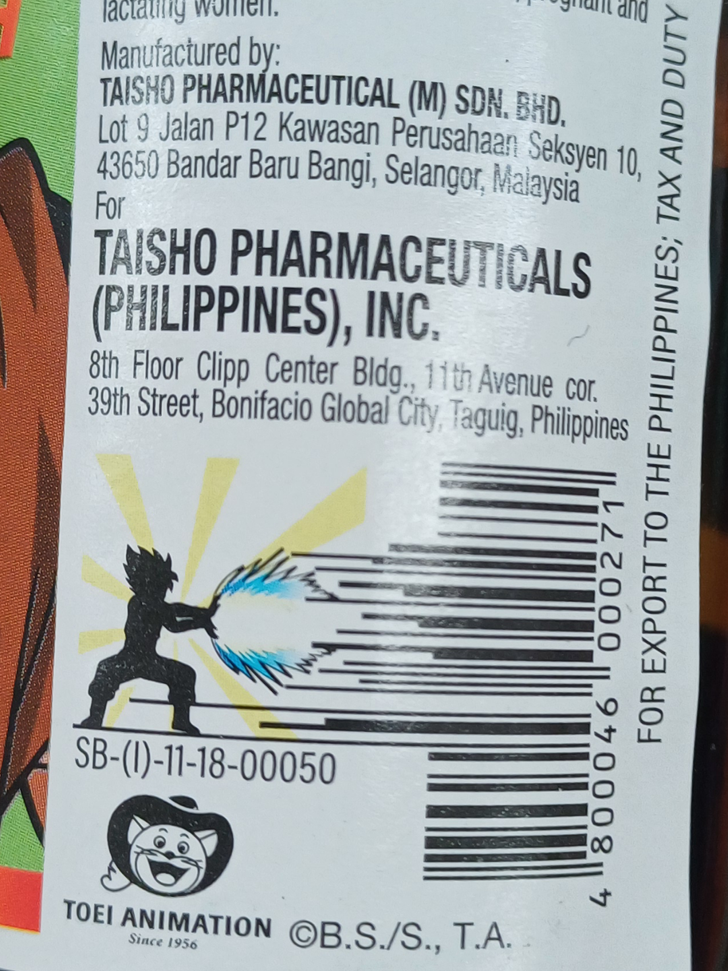 lactating women.
Manufactured by:
TAISHO PHARMACEUTICAL (M) SDN. BHD.
Lot 9 Jalan P12 Kawasan Perusahaan Seksyen 10,
43650 Bandar Baru Bangi, Selangor, Malaysia
For
TAISHO PHARMACEUTICALS
(PHILIPPINES), INC.
8th Floor Clipp Center Bldg., 11th Avenue cor.
39th Street, Bonifacio Global City, Taguig, Philippines
SB-(I)-11-18-00050
TOEI ANIMATION
Since 1956
©B.S./S., T.A.
4 800046 000271
FOR EXPORT TO THE PHILIPPINES; TAX AND DUTY